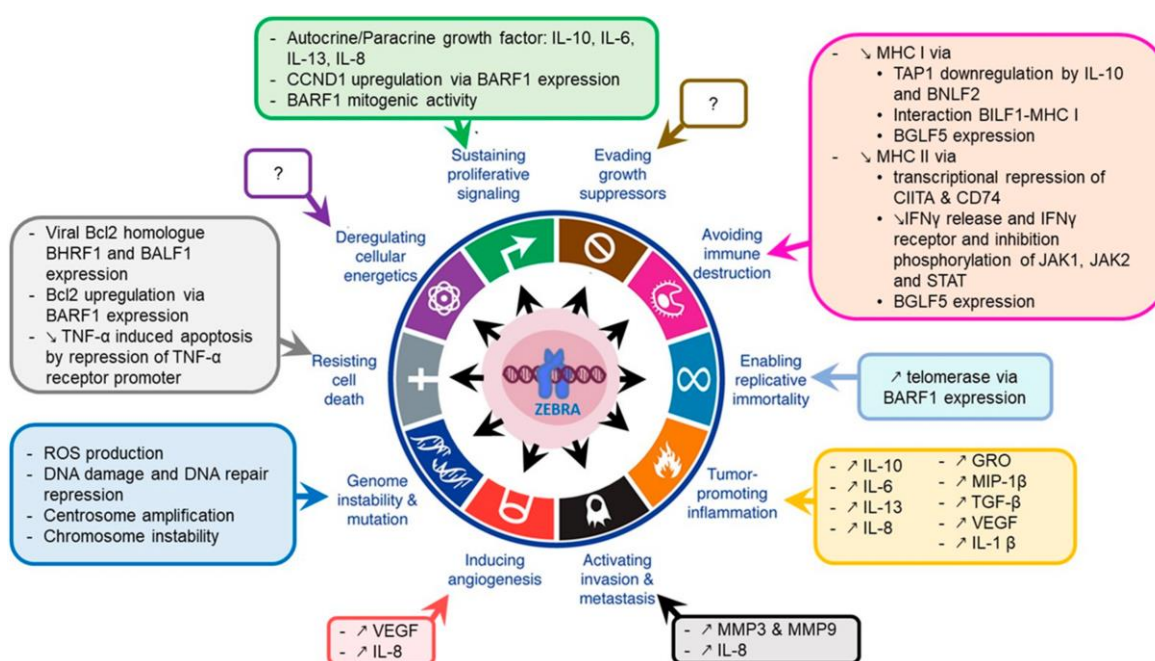 - Autocrine/Paracrine growth factor: IL-10, IL-6,
IL-13, IL-8
- CCND1 upregulation via BARF1 expression
- BARF1 mitogenic activity
?
- ↘ MHC I via
• TAP1 downregulation by IL-10
and BNLF2
• Interaction BILF1-MHC I
• BGLF5 expression
- ↘ MHC II via
• transcriptional repression of
CIITA & CD74
• ↘IFNγ release and IFNγ
receptor and inhibition
phosphorylation of JAK1, JAK2
and STAT
• BGLF5 expression
?
Sustaining
proliferative
signaling
Evading
growth
suppressors
Deregulating
cellular
energetics
Avoiding
immune
destruction
- Viral Bcl2 homologue
BHRF1 and BALF1
expression
- Bcl2 upregulation via
BARF1 expression
- ↘ TNF-α induced apoptosis
by repression of TNF-α
receptor promoter
Resisting
cell
death
ZEBRA
Enabling
replicative
immortality
↗ telomerase via
BARF1 expression
- ROS production
- DNA damage and DNA repair
repression
- Centrosome amplification
- Chromosome instability
Genome
instability &
mutation
Tumor-
promoting
inflammation
- ↗ IL-10
- ↗ IL-6
- ↗ IL-13
- ↗ IL-8
- ↗ GRO
- ↗ MIP-1β
- ↗ TGF-β
- ↗ VEGF
- ↗ IL-1 β
Inducing
angiogenesis
Activating
invasion &
metastasis
- ↗ VEGF
- ↗ IL-8
- ↗ MMP3 & MMP9
- ↗ IL-8